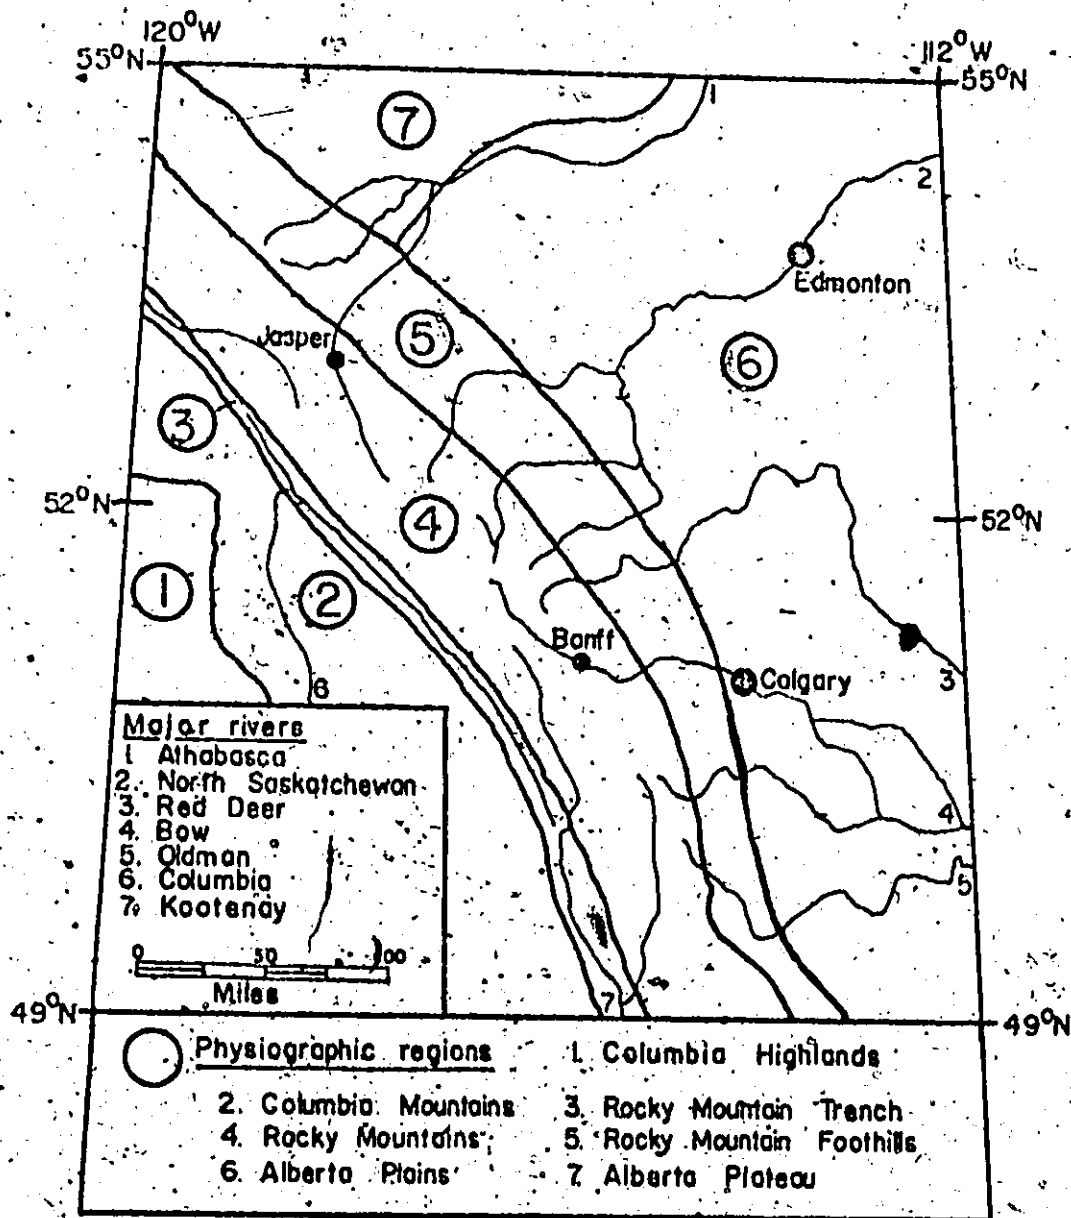 120°W
112°W
55°N
55°N
7
1
2
Edmonton
Jasper
5
6
3
52°N
4
52°N
1
2
Banff
Calgary
3
6
Major rivers
1. Athabasca
2. North Saskatchewan
3. Red Deer
4. Bow
5. Oldman
6. Columbia
7. Kootenay
4
5
0 50 100
Miles
7
49°N
49°N
Physiographic regions 1. Columbia Highlands
2. Columbia Mountains 3. Rocky Mountain Trench
4. Rocky Mountains 5. Rocky Mountain Foothills
6. Alberta Plains 7. Alberta Plateau